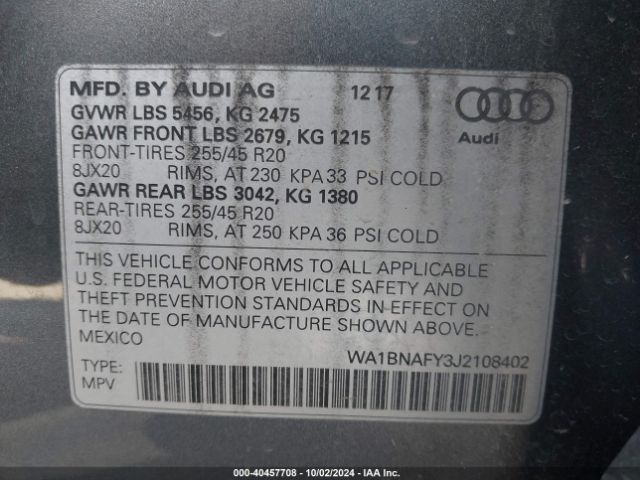 MFD. BY AUDI AG 12 17
GVWR LBS 5456, KG 2475
GAWR FRONT LBS 2679, KG 1215
FRONT-TIRES 255/45 R20
8JX20 RIMS, AT 230 KPA 33 PSI COLD
Audi
GAWR REAR LBS 3042, KG 1380
REAR-TIRES 255/45 R20
8JX20 RIMS, AT 250 KPA 36 PSI COLD
THIS VEHICLE CONFORMS TO ALL APPLICABLE
U.S. FEDERAL MOTOR VEHICLE SAFETY AND
THEFT PREVENTION STANDARDS IN EFFECT ON
THE DATE OF MANUFACTURE SHOWN ABOVE.
MEXICO
WA1BNAFY3J2108402
TYPE:
MPV
000-40457708 - 10/02/2024 - IAA Inc.